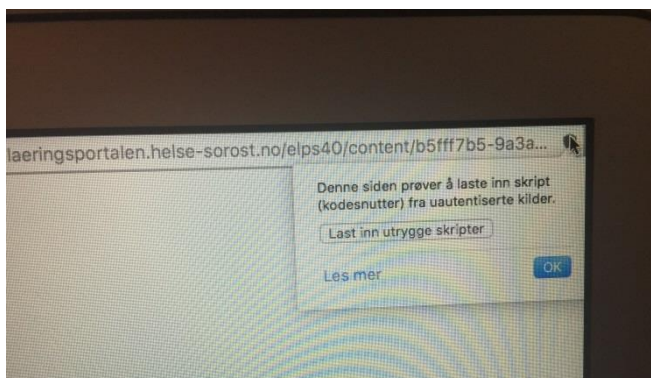 laeringsportalen.helse-sorost.no/elps40/content/b5fff7b5-9a3a...
Denne siden prøver å laste inn skript
(kodesnutter) fra uautentiserte kilder.
Last inn utrygge skripter
Les mer
OK